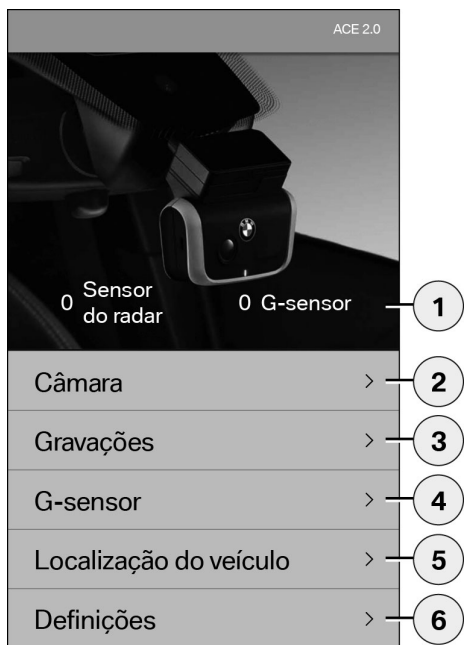 ACE 2.0
0 Sensor do radar
0 G-sensor
1
Câmara > 2
Gravações > 3
G-sensor > 4
Localização do veículo > 5
Definições > 6